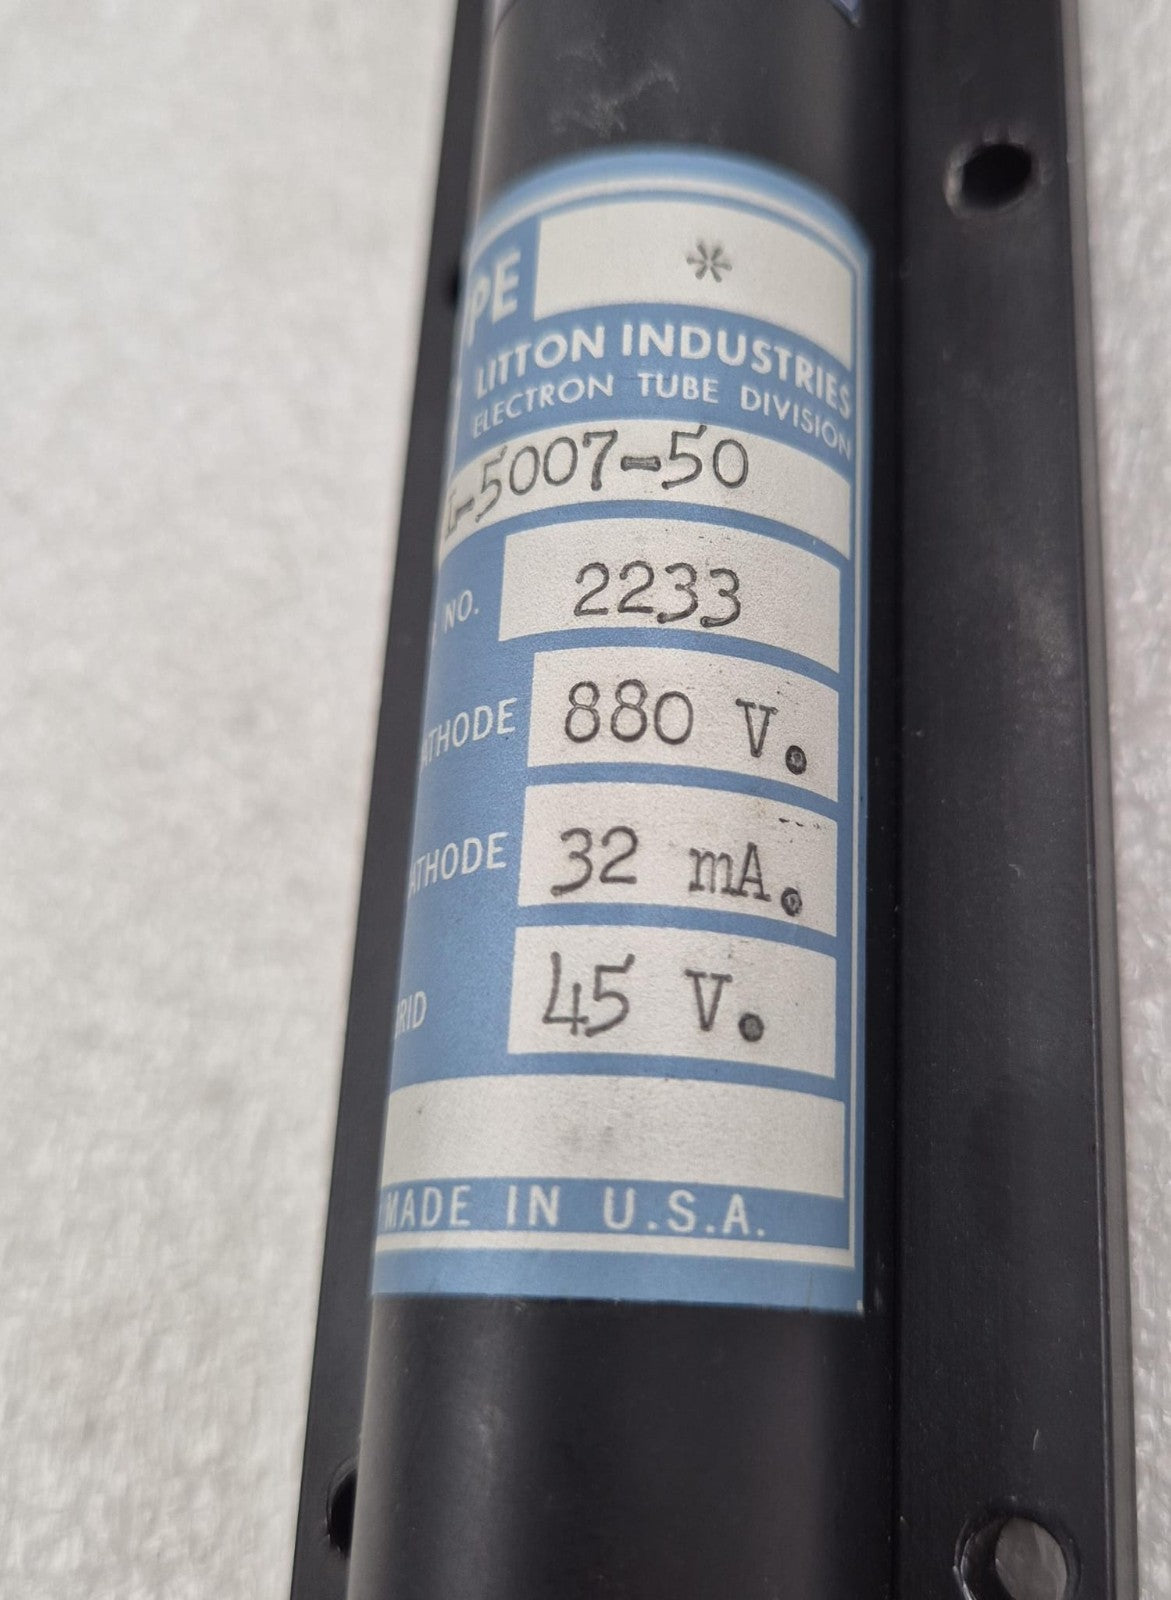 PE *
LITTON INDUSTRIES
ELECTRON TUBE DIVISION
-5007-50
NO. 2233
ATHODE 880 V.
ATHODE 32 mA.
RID 45 V.
MADE IN U.S.A.